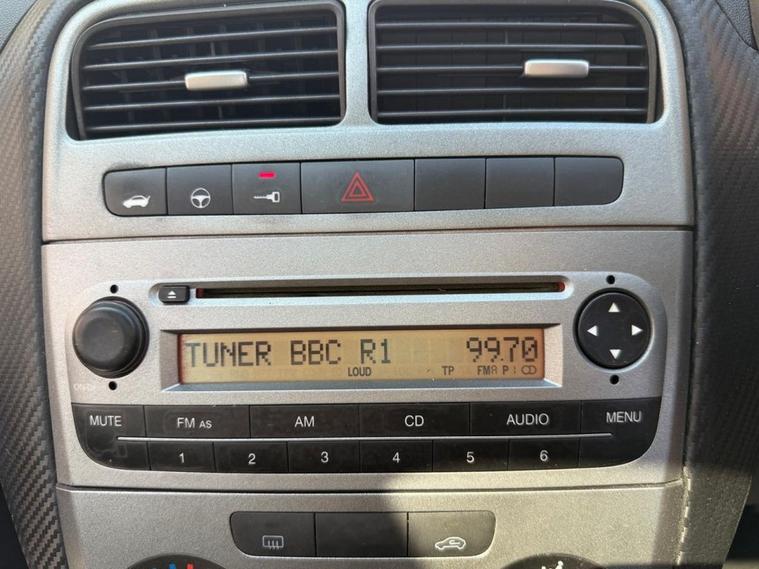 TUNER BBC R1 99.70
LOUD TP FM
MUTE FM AS AM CD AUDIO MENU
1 2 3 4 5 6